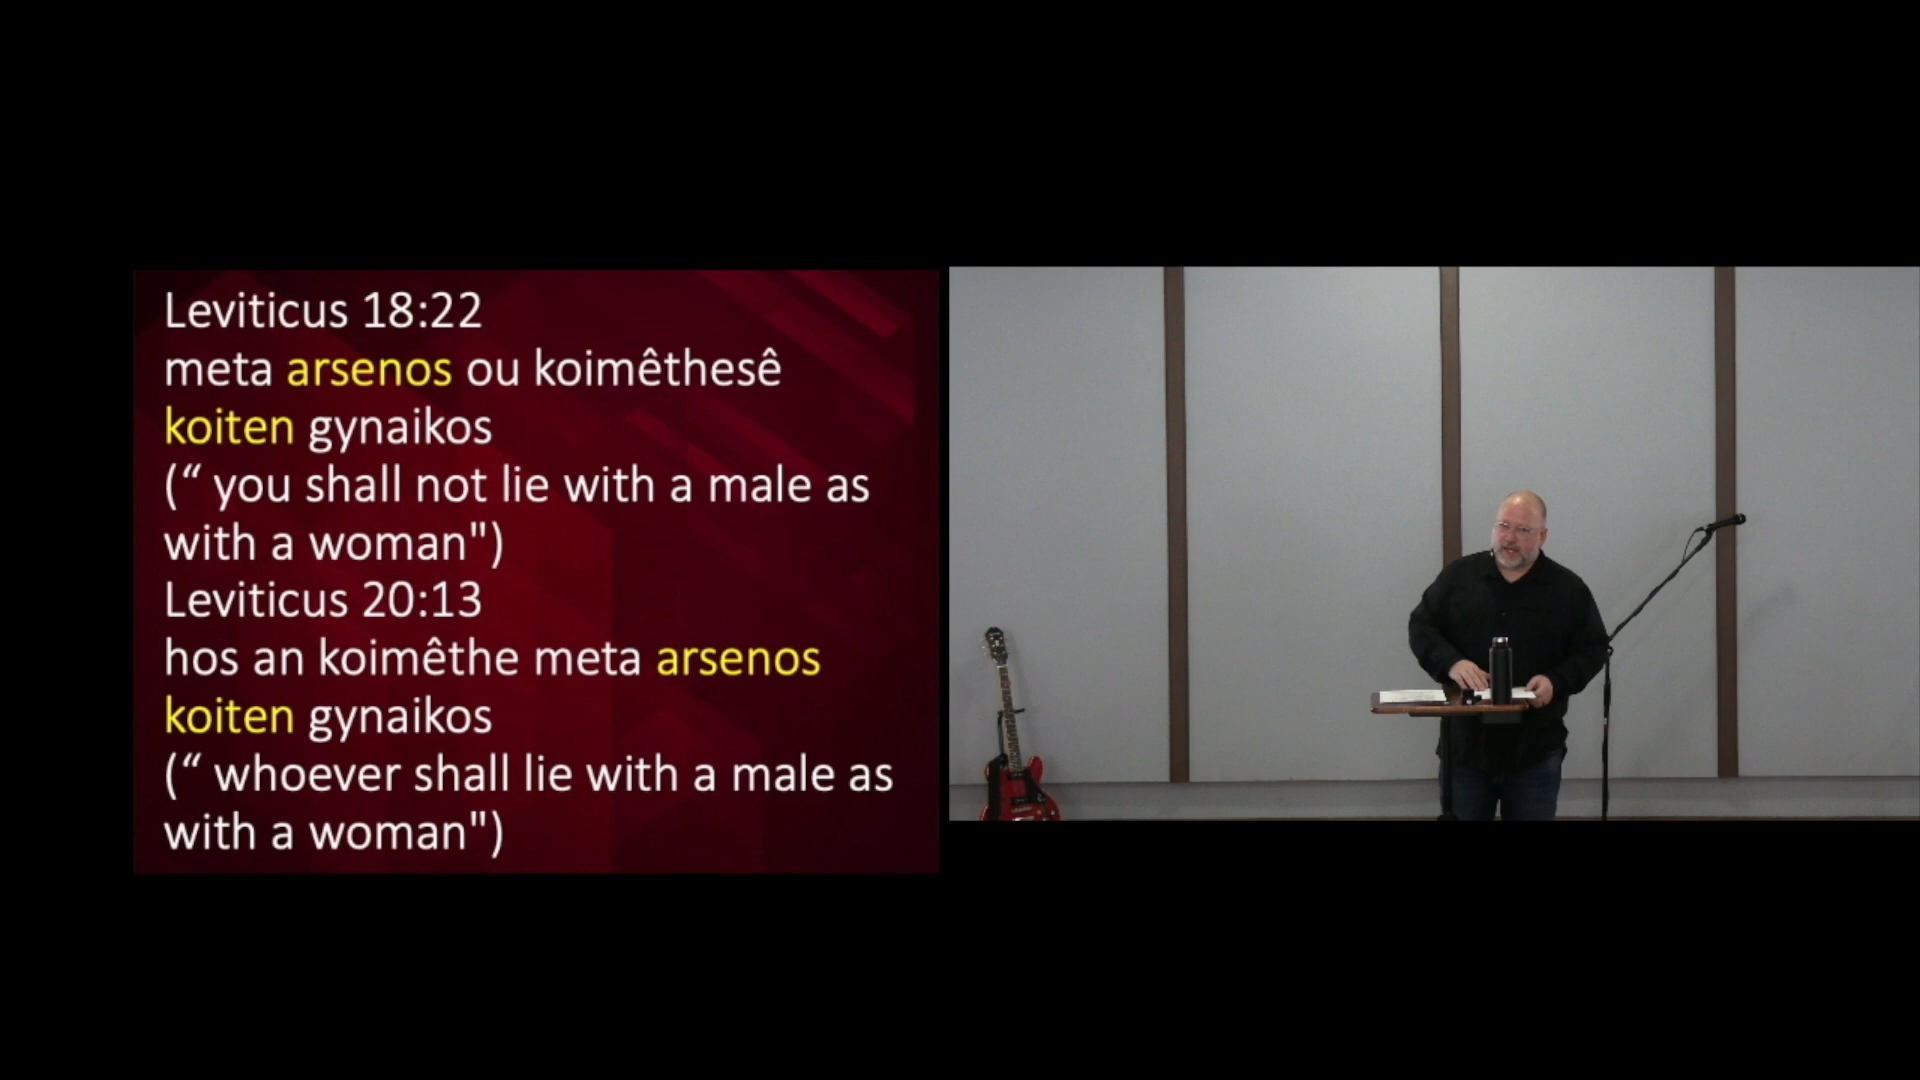 Leviticus 18:22
meta arsenos ou koimêthesê
koiten gynaikos
(“ you shall not lie with a male as
with a woman")
Leviticus 20:13
hos an koimêthe meta arsenos
koiten gynaikos
(“ whoever shall lie with a male as
with a woman")